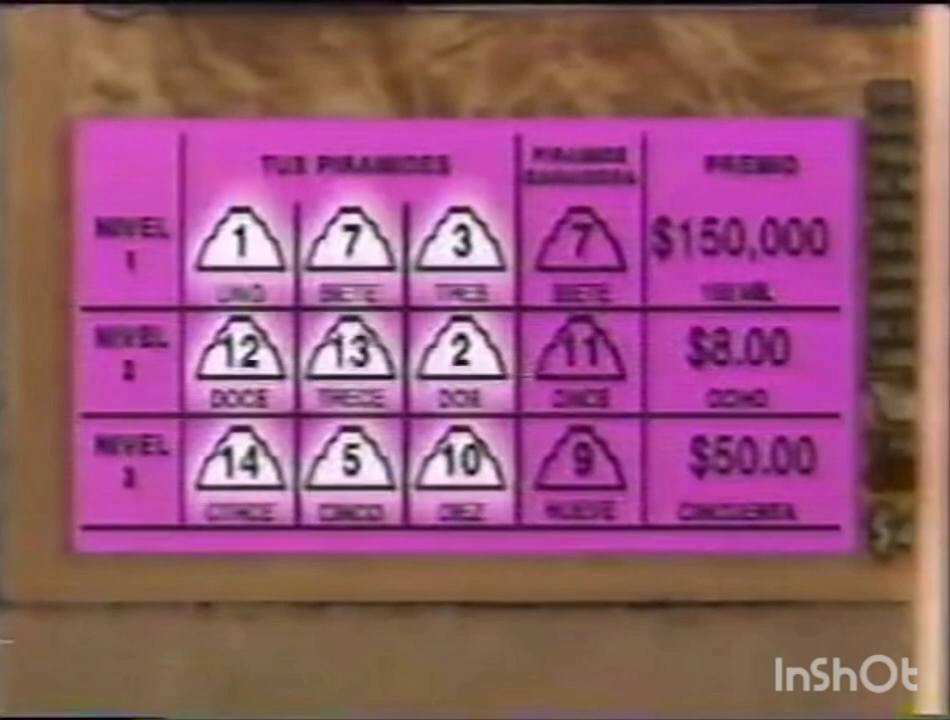 TUS PIRAMIDES PIRAMIDE GANADORA PREMIO
NIVEL 1 1 7 3 7 $150,000
UNO SIETE TRES SIETE 150 MIL
NIVEL 2 12 13 2 11 $8.00
DOCE TRECE DOS ONCE OCHO
NIVEL 3 14 5 10 9 $50.00
CATORCE CINCO DIEZ NUEVE CINCUENTA
InShOt